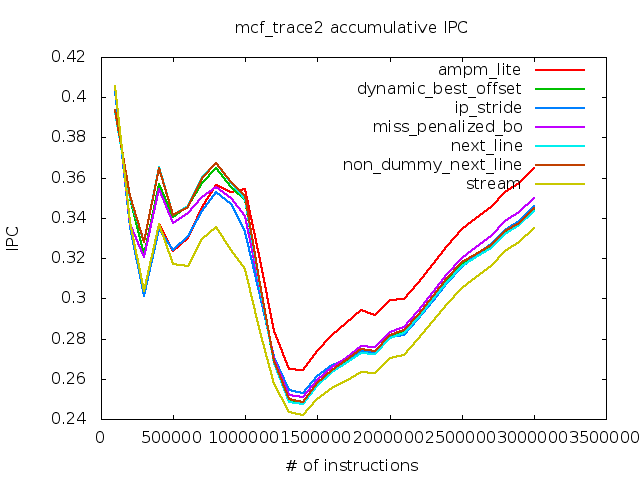 mcf_trace2 accumulative IPC
0.42
0.4
0.38
0.36
0.34
0.32
0.3
0.28
0.26
0.24
IPC
ampm_lite
dynamic_best_offset
ip_stride
miss_penalized_bo
next_line
non_dummy_next_line
stream
0 500000 1000000 1500000 2000000 2500000 3000000 3500000
# of instructions